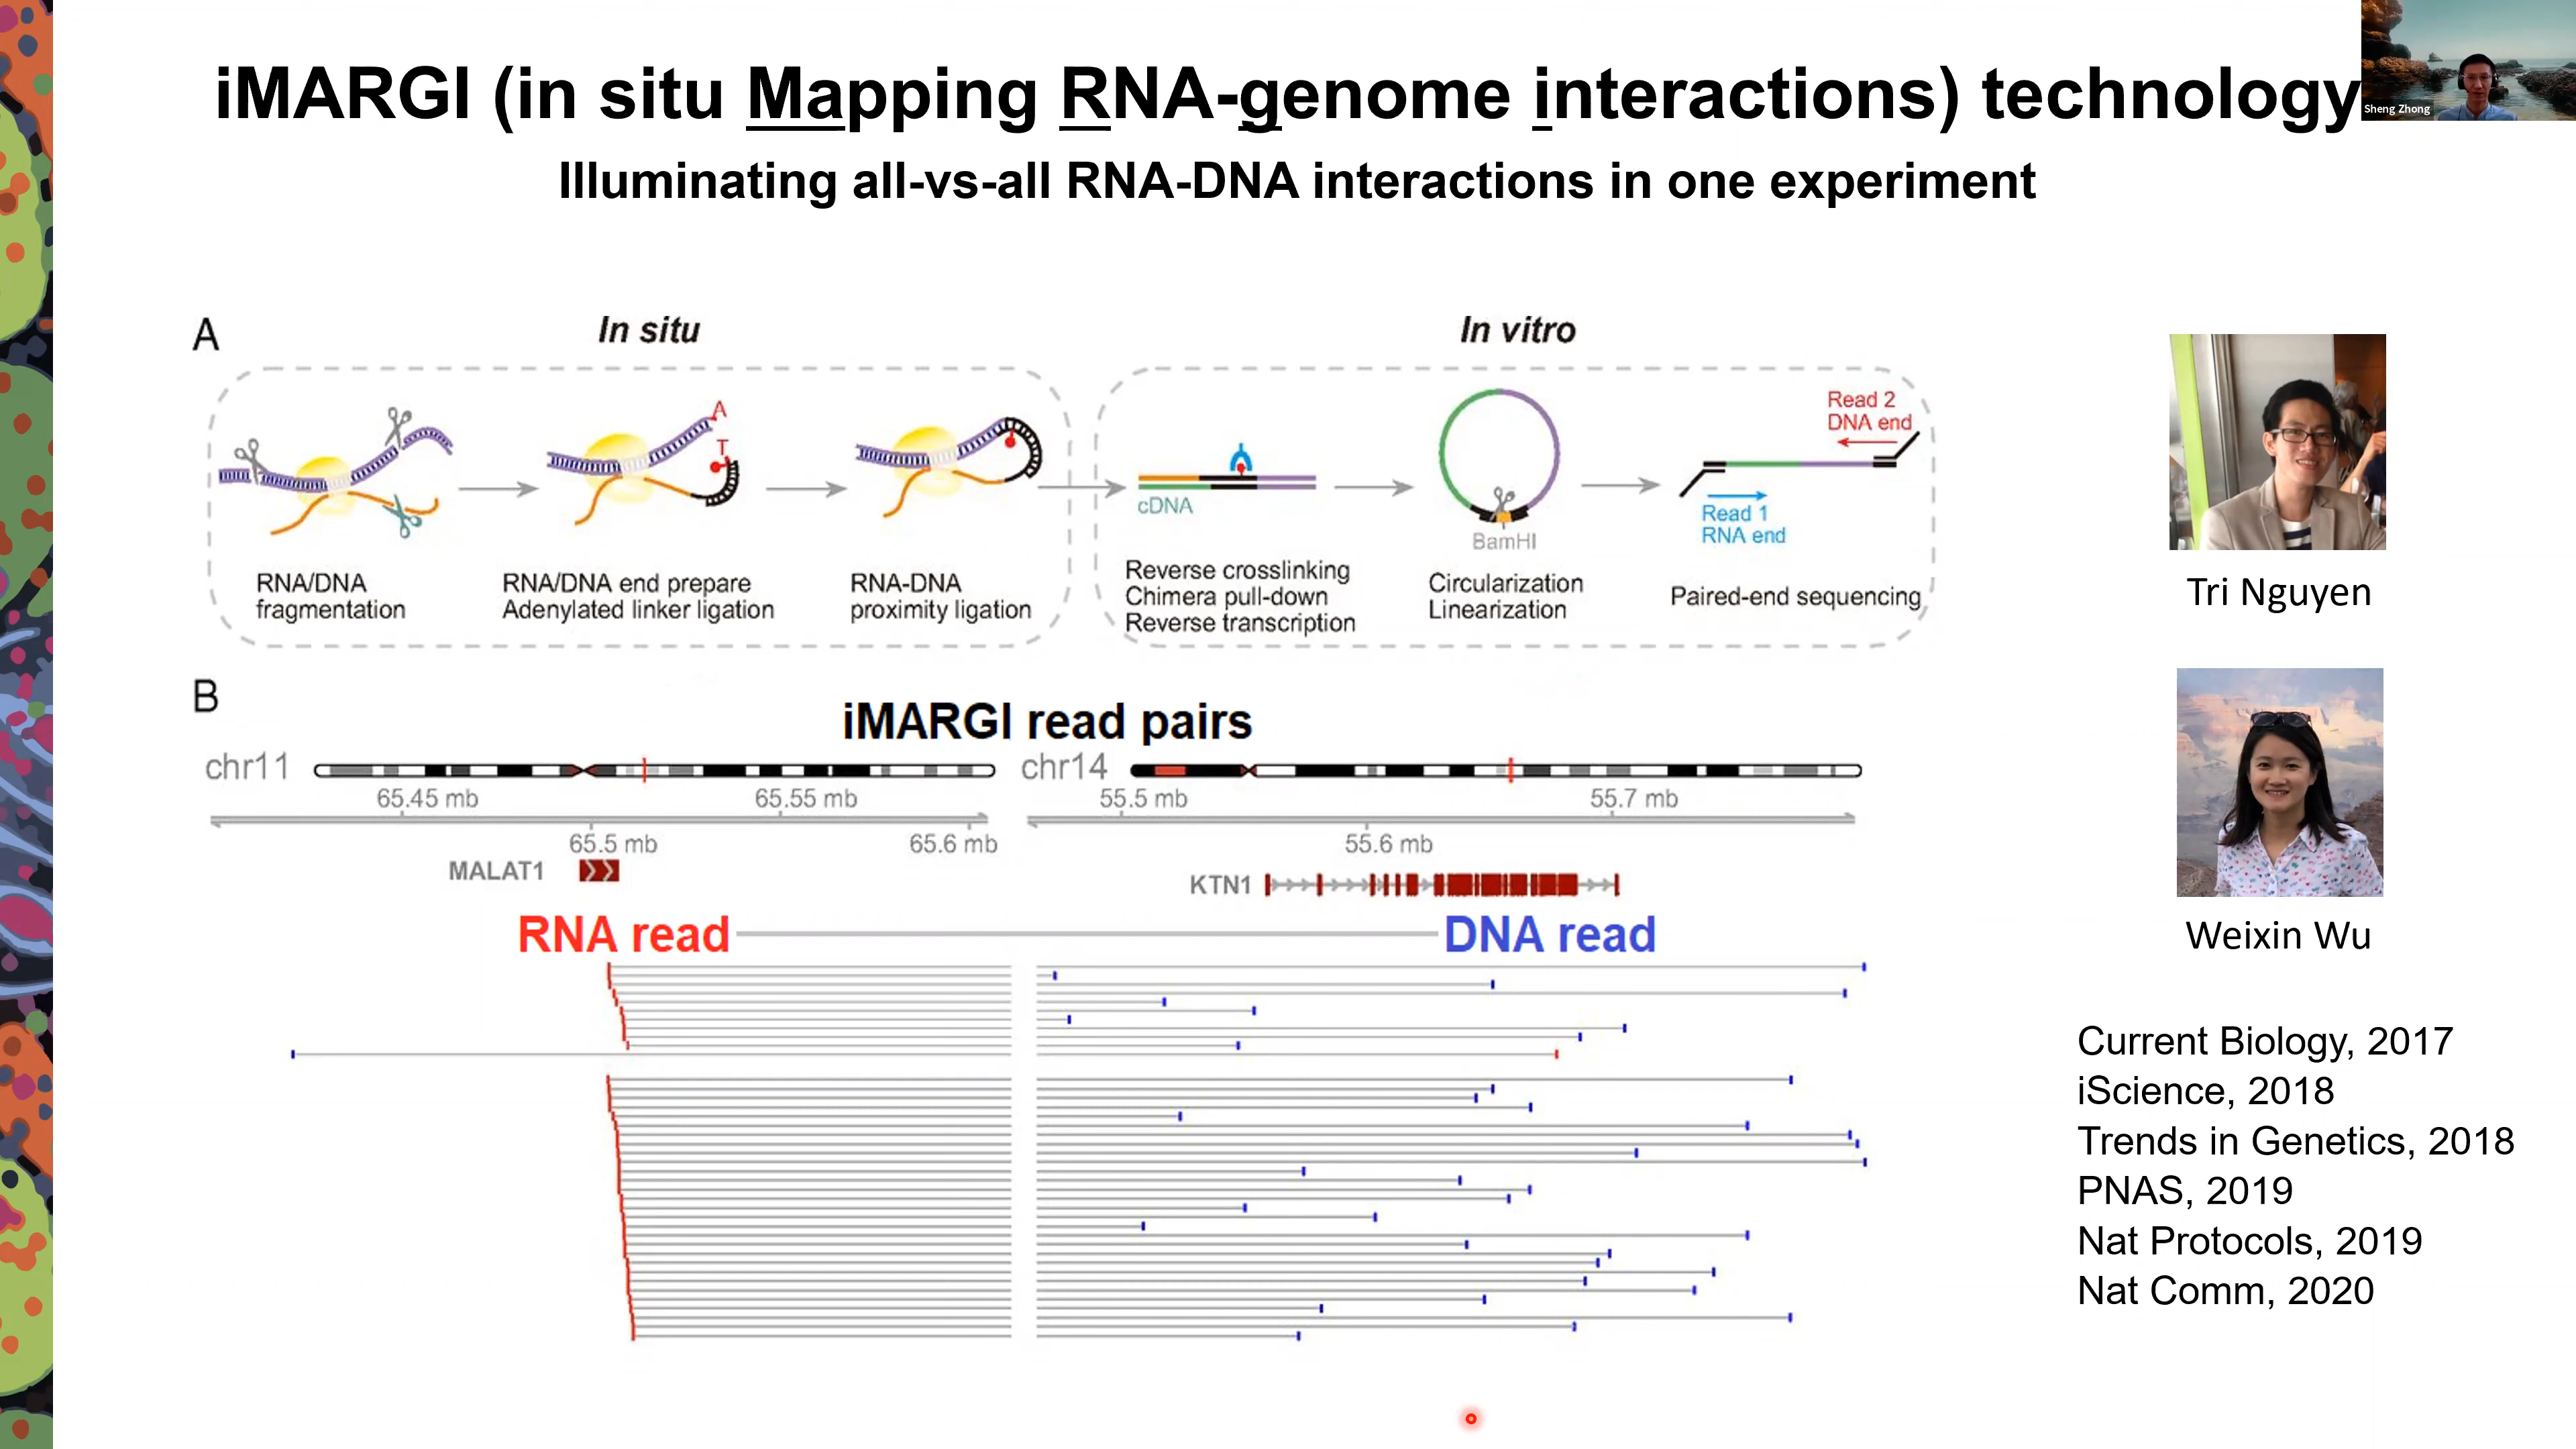 iMARGI (in situ Mapping RNA-genome interactions) technology
Sheng Zhong
Illuminating all-vs-all RNA-DNA interactions in one experiment
A
In situ
In vitro
A
T
cDNA
BamHI
Read 2
DNA end
Read 1
RNA end
RNA/DNA
fragmentation
RNA/DNA end prepare
Adenylated linker ligation
RNA-DNA
proximity ligation
Reverse crosslinking
Chimera pull-down
Reverse transcription
Circularization
Linearization
Paired-end sequencing
Tri Nguyen
B
iMARGI read pairs
chr11
chr14
65.45 mb
65.55 mb
55.5 mb
55.7 mb
65.5 mb
65.6 mb
55.6 mb
MALAT1
KTN1
RNA read
DNA read
Weixin Wu
Current Biology, 2017
iScience, 2018
Trends in Genetics, 2018
PNAS, 2019
Nat Protocols, 2019
Nat Comm, 2020